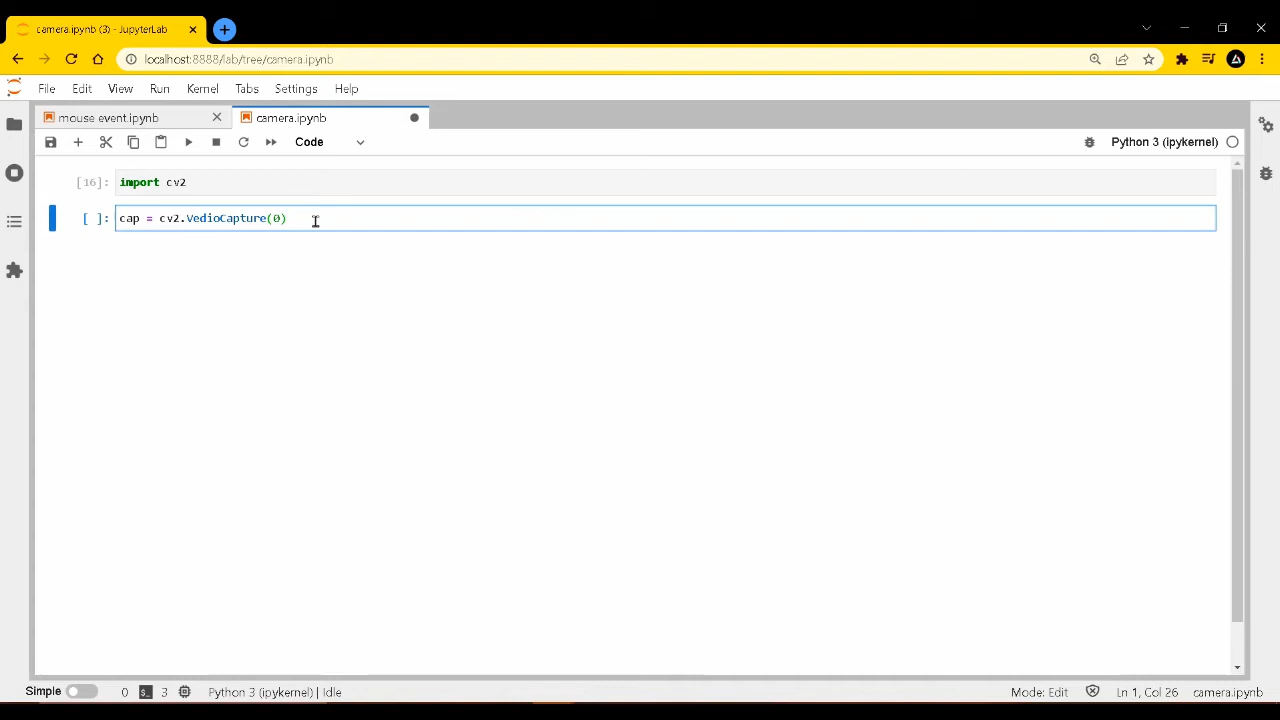 camera.ipynb (3) - JupyterLab
localhost:8888/lab/tree/camera.ipynb
File Edit View Run Kernel Tabs Settings Help
mouse event.ipynb camera.ipynb
Code Python 3 (ipykernel)
[16]: import cv2
[ ]: cap = cv2.VedioCapture(0)
Simple 0 3 Python 3 (ipykernel) | Idle Mode: Edit Ln 1, Col 26 camera.ipynb